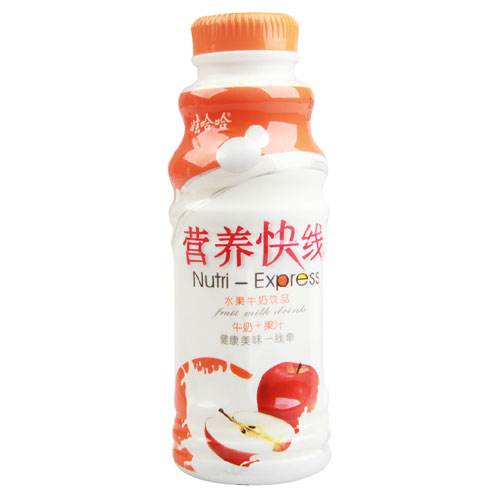 娃哈哈
营养快线
Nutri - Express
水果牛奶饮品
fruit milk drinks
牛奶+果汁
健康美味一线牵